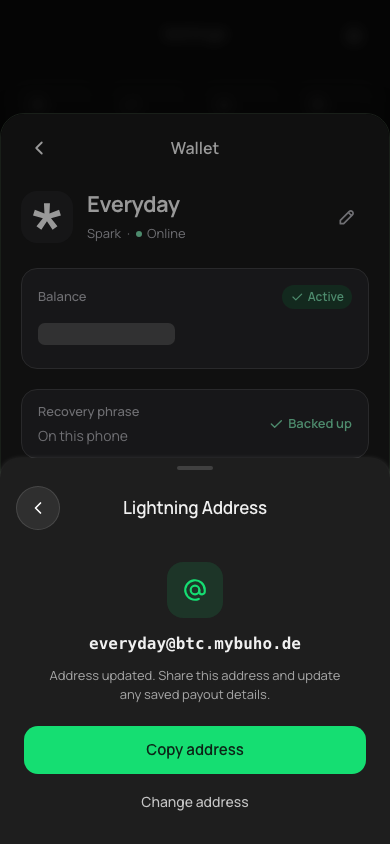 Wallet
Everyday
Spark · Online
Balance
Active
Recovery phrase
On this phone
Backed up
Lightning Address
everyday@btc.mybuho.de
Address updated. Share this address and update
any saved payout details.
Copy address
Change address